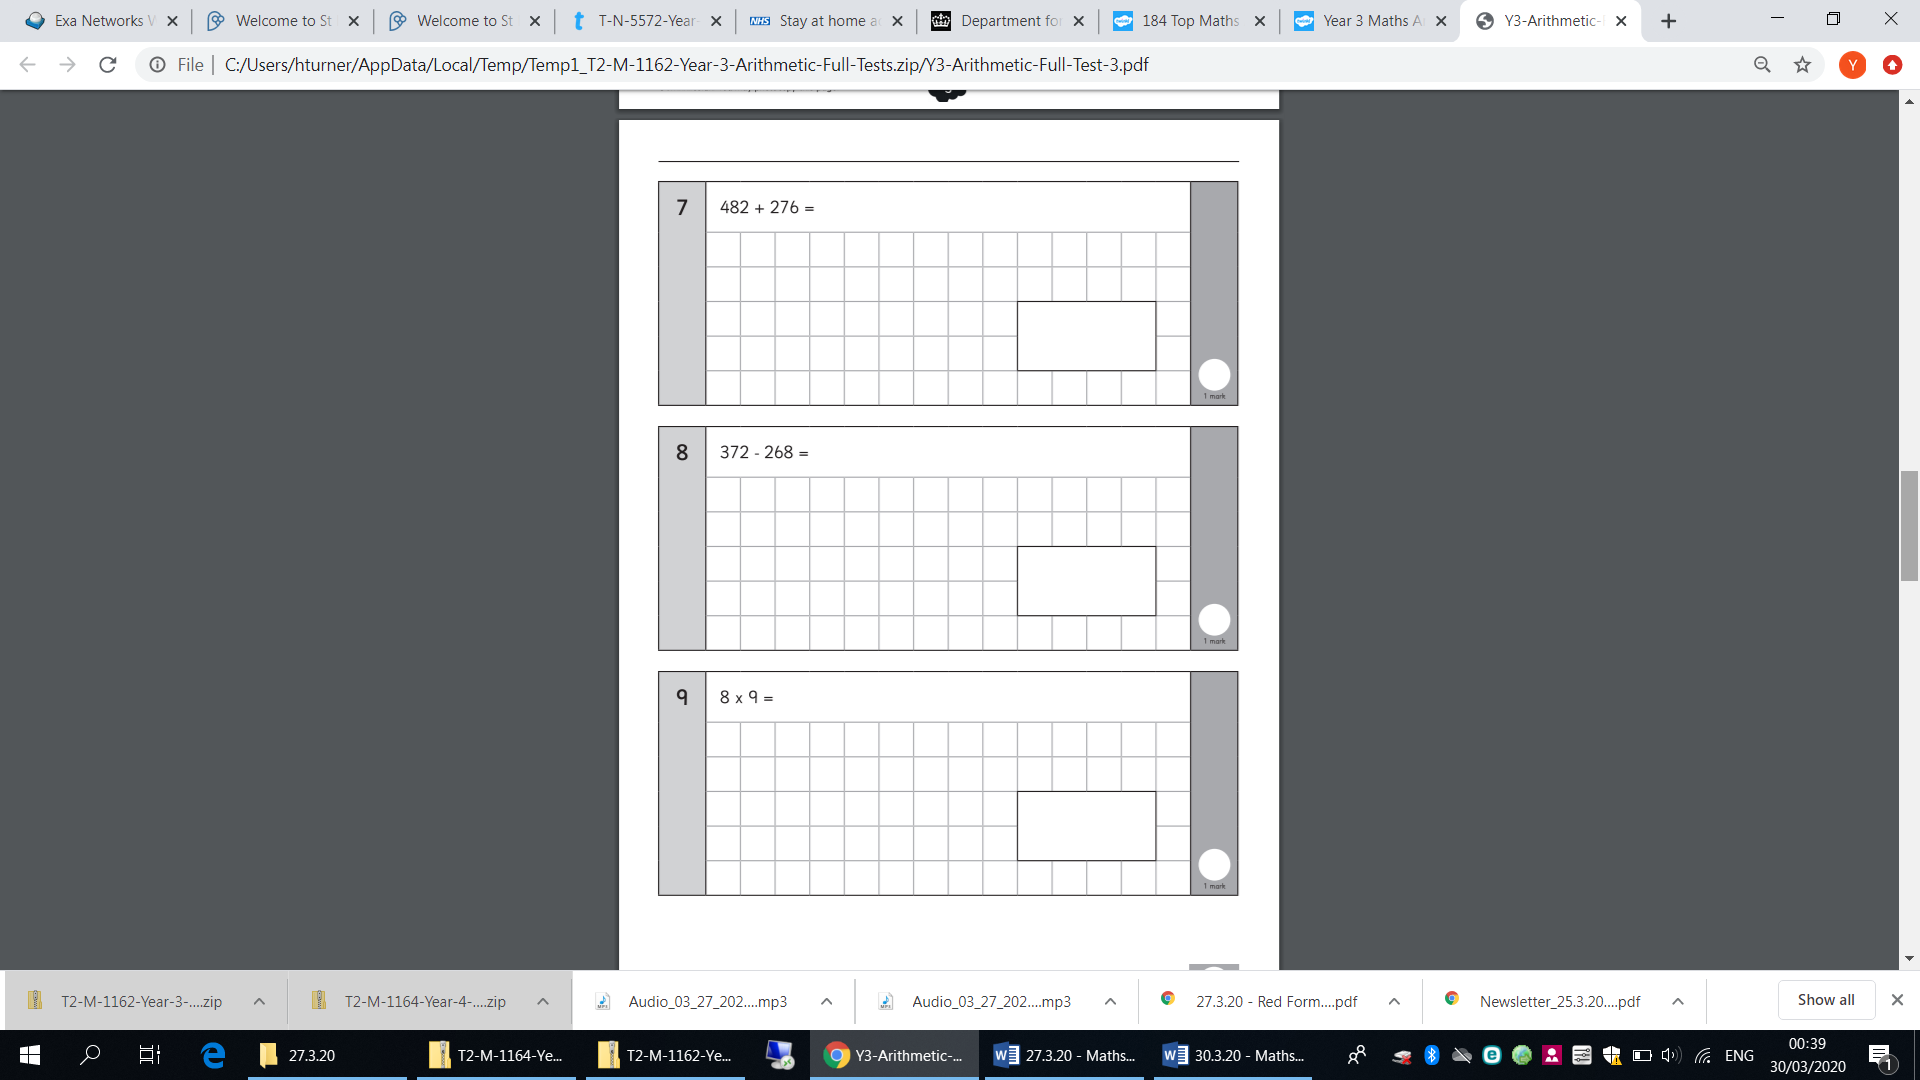 Exa Networks
Welcome to St
Welcome to St
T-N-5572-Year-
NHS
Stay at home a
Department fo
184 Top Maths
Year 3 Maths A
Y3-Arithmetic-
File
C:/Users/hturner/AppData/Local/Temp/Temp1_T2-M-1162-Year-3-Arithmetic-Full-Tests.zip/Y3-Arithmetic-Full-Test-3.pdf
Y
7
482 + 276 =
1 mark
8
372 - 268 =
1 mark
9
8 x 9 =
1 mark
T2-M-1162-Year-3-....zip
T2-M-1164-Year-4-....zip
Audio_03_27_202....mp3
Audio_03_27_202....mp3
27.3.20 - Red Form....pdf
Newsletter_25.3.20....pdf
Show all
27.3.20
T2-M-1164-Ye...
T2-M-1162-Ye...
Y3-Arithmetic-...
27.3.20 - Maths...
30.3.20 - Maths...
ENG
00:39
30/03/2020
1